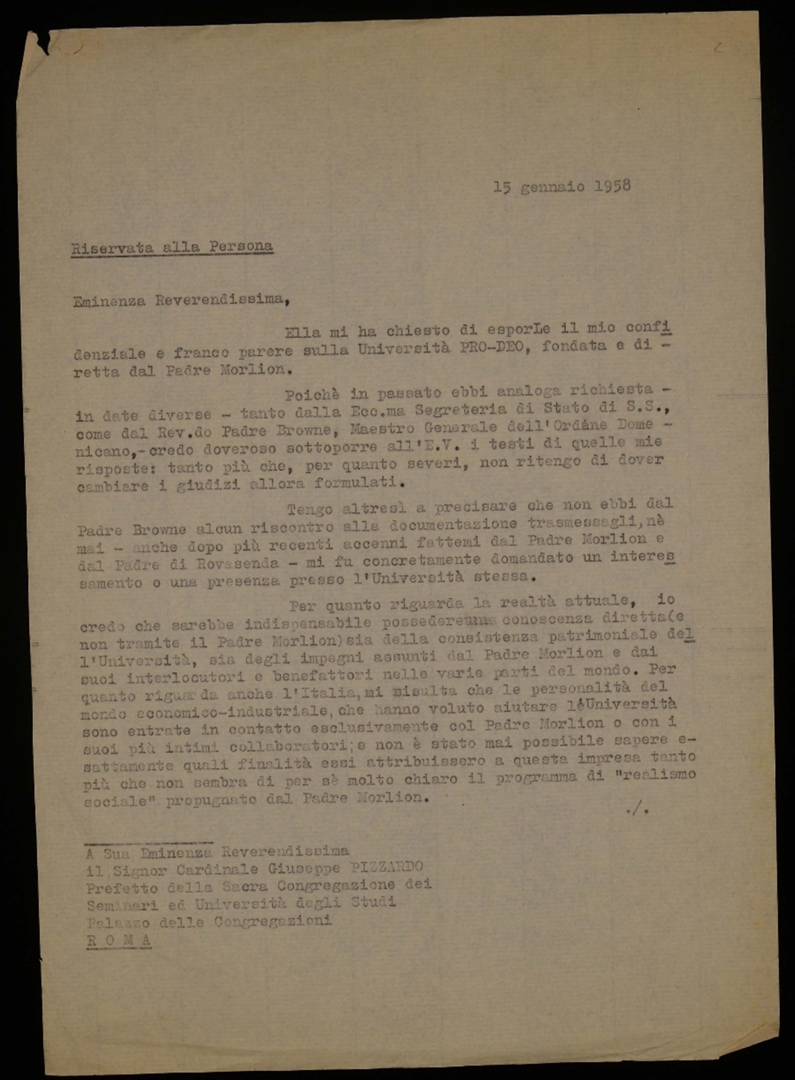 2
15 gennaio 1958
Riservata alla Persona
Eminenza Reverendissima,
Ella mi ha chiesto di esporLe il mio confi
denziale e franco parere sulla Università PRO-DEO, fondata e di -
retta dal Padre Morlion.
Poichè in passato ebbi analoga richiesta -
in date diverse - tanto dalla Ecc.ma Segreteria di Stato di S.S.,
come dal Rev.do Padre Browne, Maestro Generale dell'Ordáne Dome -
nicano,-credo doveroso sottoporre all'E.V. i testi di quelle mie
risposte: tanto più che, per quanto severi, non ritengo di dover
cambiare i giudizi allora formulati.
Tengo altresì a precisare che non ebbi dal
Padre Browne alcun riscontro alla documentazione trasmessagli,nè
mai - anche dopo più recenti accenni fattemi dal Padre Morlion e
dal Padre di Rovasenda - mi fu concretamente domandato un interes
samento o una presenza presso l'Università stessa.
Per quanto riguarda la realtà attuale, io
credo che sarebbe indispensabile possedereuna conoscenza diretta(e
non tramite il Padre Morlion)sia della consistenza patrimoniale del
l'Università, sia degli impegni assunti dal Padre Morlion e dai
suoi interlocutori e benefattori nelle varie parti del mondo. Per
quanto riguarda anche l'Italia,mi misulta che le personalità del
mondo economico-industriale,che hanno voluto aiutare l'Università
sono entrate in contatto esclusivamente col Padre Morlion o con i
suoi più intimi collaboratori;e non è stato mai possibile sapere e-
sattamente quali finalità essi attribuissero a questa impresa tanto
più che non sembra di per sè molto chiaro il programma di "realismo
sociale" propugnato dal Padre Morlion.
./.
A Sua Eminenza Reverendissima
il Signor Cardinale Giuseppe PIZZARDO
Prefetto della Sacra Congregazione dei
Seminari ed Università degli Studi
Palazzo delle Congregazioni
R O M A